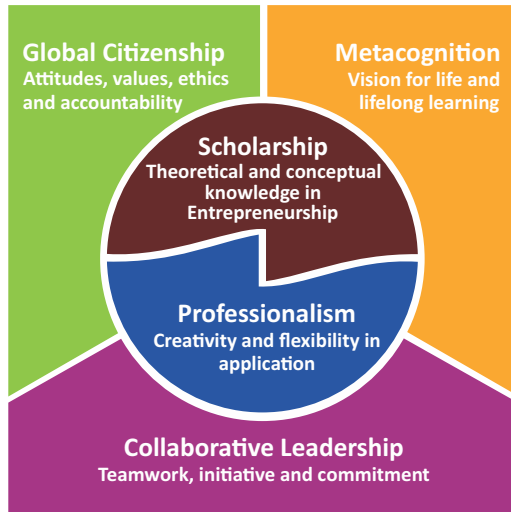 Global Citizenship
Attitudes, values, ethics
and accountability
Metacognition
Vision for life and
lifelong learning
Scholarship
Theoretical and conceptual
knowledge in
Entrepreneurship
Professionalism
Creativity and flexibility in
application
Collaborative Leadership
Teamwork, initiative and commitment